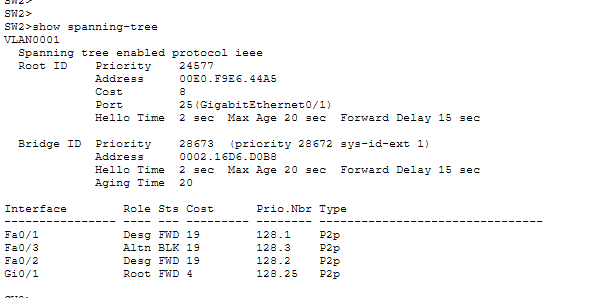 SW2>
SW2>
SW2>show spanning-tree
VLAN0001
  Spanning tree enabled protocol ieee
  Root ID    Priority    24577
             Address     00E0.F9E6.44A5
             Cost        8
             Port        25(GigabitEthernet0/1)
             Hello Time  2 sec  Max Age 20 sec  Forward Delay 15 sec

  Bridge ID  Priority    28673  (priority 28672 sys-id-ext 1)
             Address     0002.16D6.D0B8
             Hello Time  2 sec  Max Age 20 sec  Forward Delay 15 sec
             Aging Time  20

Interface        Role Sts Cost      Prio.Nbr Type
---------------- ---- --- --------- -------- --------------------------------
Fa0/1            Desg FWD 19        128.1    P2p
Fa0/3            Altn BLK 19        128.3    P2p
Fa0/2            Desg FWD 19        128.2    P2p
Gi0/1            Root FWD 4         128.25   P2p